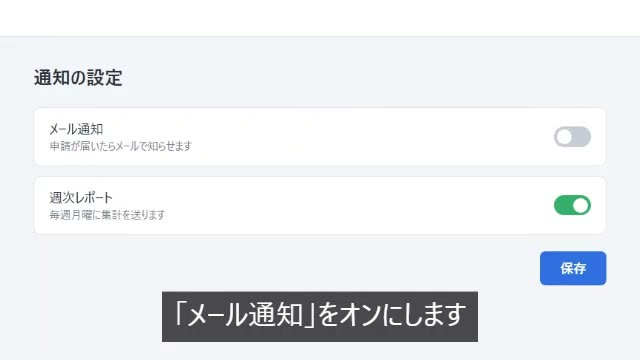 通知の設定
メール通知
申請が届いたらメールで知らせます
週次レポート
毎週月曜に集計を送ります
保存
「メール通知」をオンにします